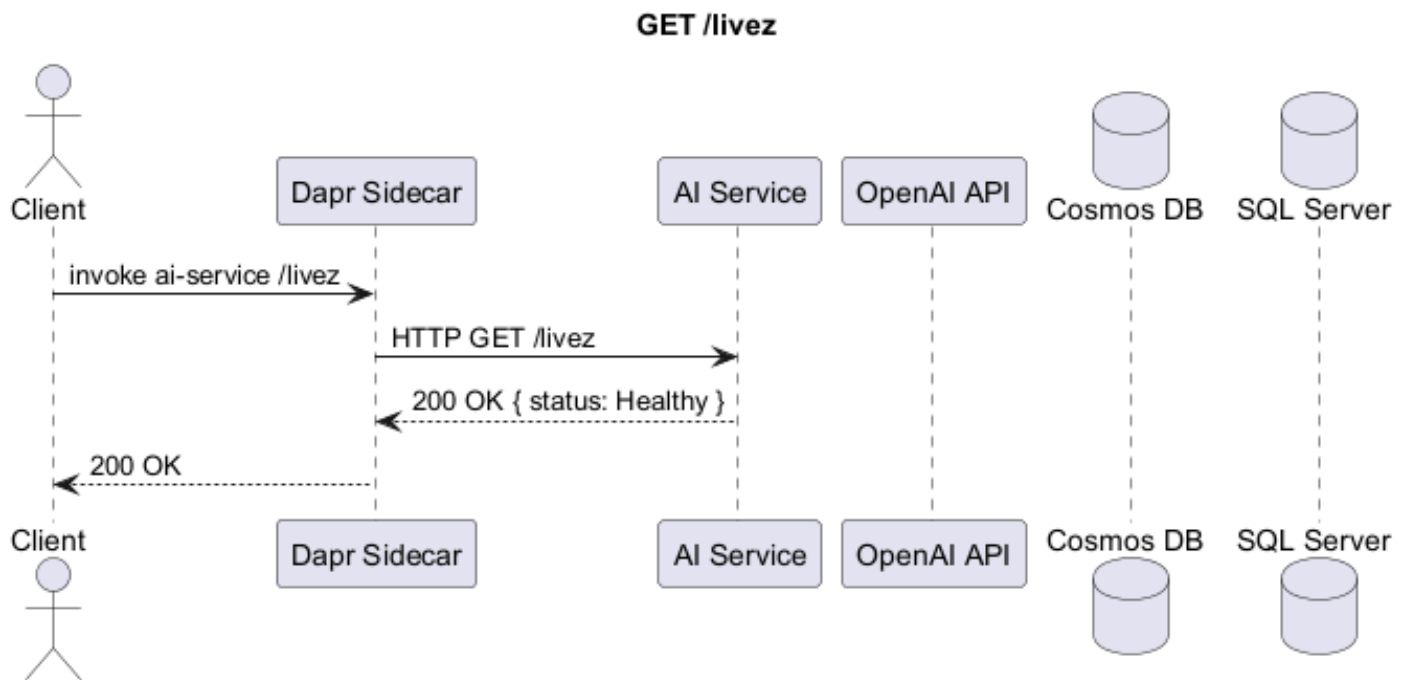 GET /livez
Client
Dapr Sidecar
AI Service
OpenAI API
Cosmos DB
SQL Server
invoke ai-service /livez
HTTP GET /livez
200 OK { status: Healthy }
200 OK
Client
Dapr Sidecar
AI Service
OpenAI API
Cosmos DB
SQL Server